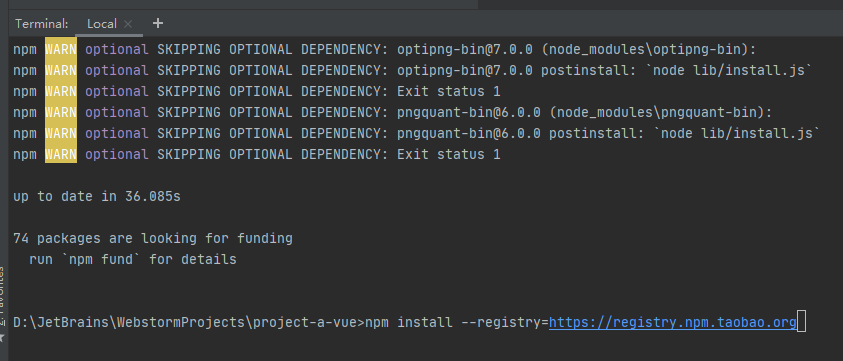 Terminal: Local × +
npm WARN optional SKIPPING OPTIONAL DEPENDENCY: optipng-bin@7.0.0 (node_modules\optipng-bin):
npm WARN optional SKIPPING OPTIONAL DEPENDENCY: optipng-bin@7.0.0 postinstall: `node lib/install.js`
npm WARN optional SKIPPING OPTIONAL DEPENDENCY: Exit status 1
npm WARN optional SKIPPING OPTIONAL DEPENDENCY: pngquant-bin@6.0.0 (node_modules\pngquant-bin):
npm WARN optional SKIPPING OPTIONAL DEPENDENCY: pngquant-bin@6.0.0 postinstall: `node lib/install.js`
npm WARN optional SKIPPING OPTIONAL DEPENDENCY: Exit status 1
up to date in 36.085s
74 packages are looking for funding
run `npm fund` for details
D:\JetBrains\WebstormProjects\project-a-vue>npm install --registry=https://registry.npm.taobao.org